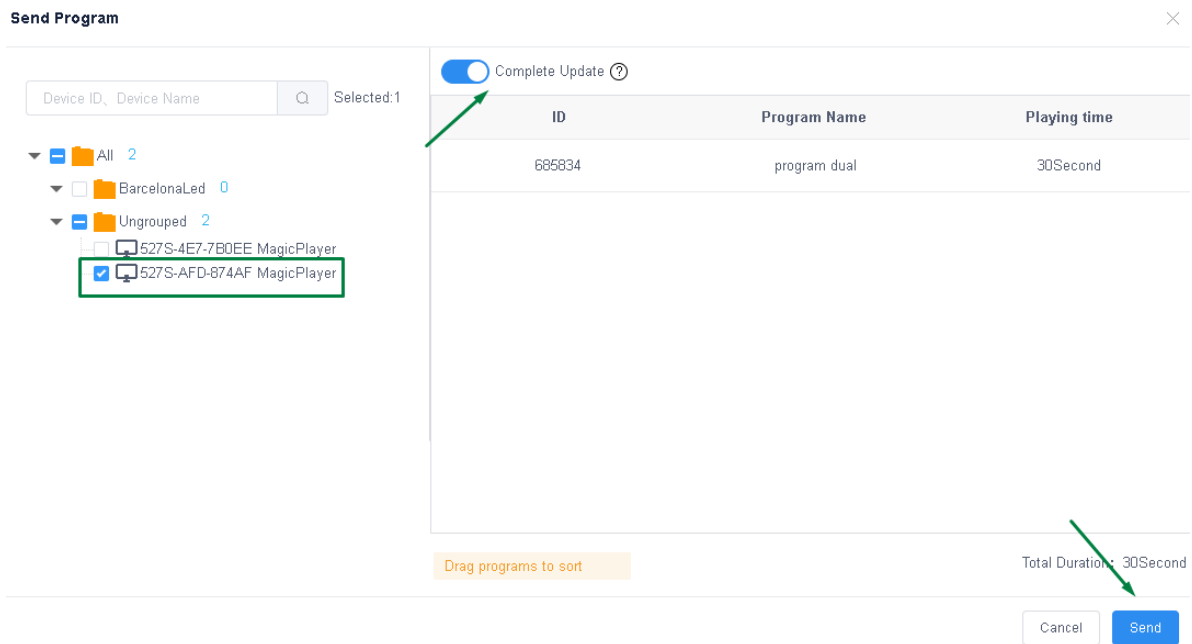 Send Program
Device ID、Device Name
Selected:1
All 2
BarcelonaLed 0
Ungrouped 2
527S-4E7-7B0EE MagicPlayer
527S-AFD-874AF MagicPlayer
Complete Update ?
ID Program Name Playing time
685834 program dual 30Second
Drag programs to sort
Total Duration: 30Second
Cancel Send